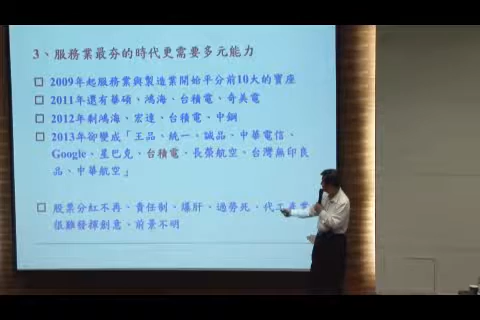 3、服務業最夯的時代更需要多元能力
□ 2009年起服務業與製造業開始平分前10大的寶座
□ 2011年還有華碩、鴻海、台積電、奇美電
□ 2012年剩鴻海、宏達、台積電、中鋼
□ 2013年卻變成「王品、統一、誠品、中華電信、
Google、星巴克、台積電、長榮航空、台灣無印良
品、中華航空」
□ 股票分紅不再、責任制、爆肝、過勞死、代工產業
很難發揮創意、前景不明